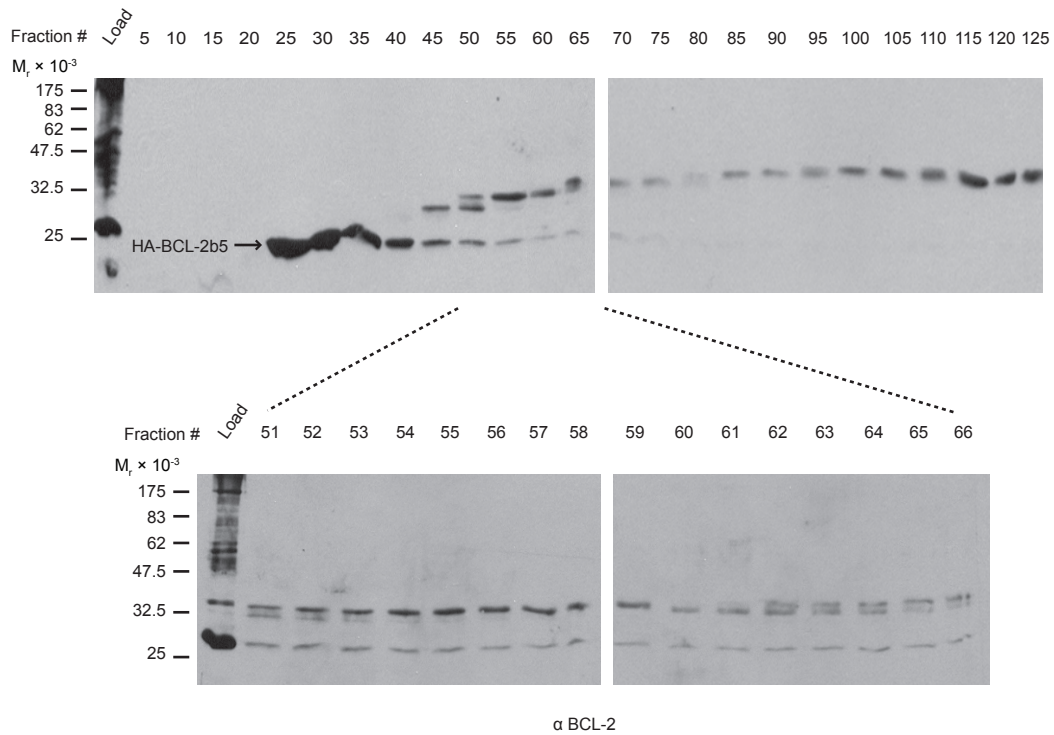 Fraction # Load 5 10 15 20 25 30 35 40 45 50 55 60 65 70 75 80 85 90 95 100 105 110 115 120 125
Mr × 10-3
175
83
62
47.5
32.5
25
HA-BCL-2b5
Fraction # Load 51 52 53 54 55 56 57 58 59 60 61 62 63 64 65 66
Mr × 10-3
175
83
62
47.5
32.5
25
α BCL-2